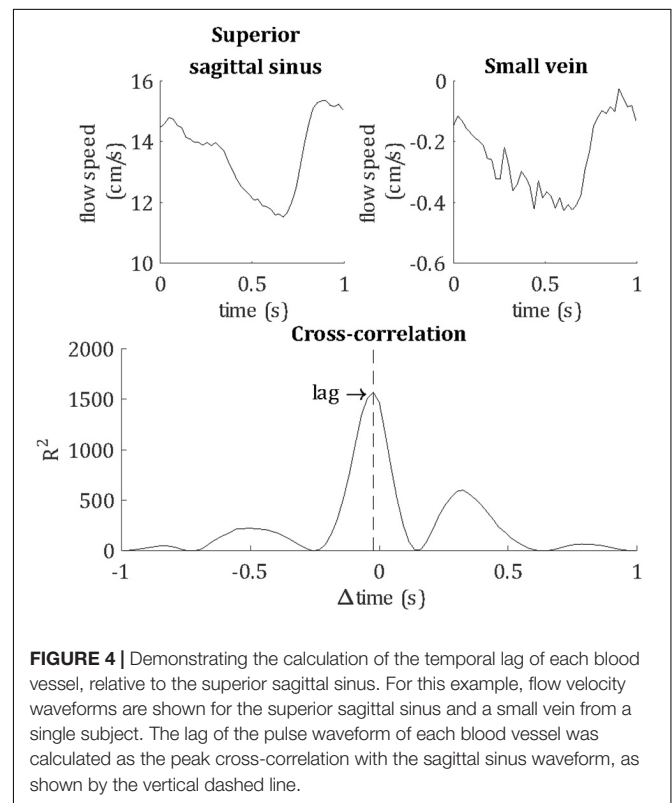 Superior
sagittal sinus
Small vein
16
14
12
10
flow speed
(cm/s)
0
0.5
1
time (s)
0
-0.2
-0.4
-0.6
flow speed
(cm/s)
0
0.5
1
time (s)
Cross-correlation
2000
1500
1000
500
0
R²
lag →
-1
-0.5
0
0.5
1
Δtime (s)
FIGURE 4 | Demonstrating the calculation of the temporal lag of each blood
vessel, relative to the superior sagittal sinus. For this example, flow velocity
waveforms are shown for the superior sagittal sinus and a small vein from a
single subject. The lag of the pulse waveform of each blood vessel was
calculated as the peak cross-correlation with the sagittal sinus waveform, as
shown by the vertical dashed line.